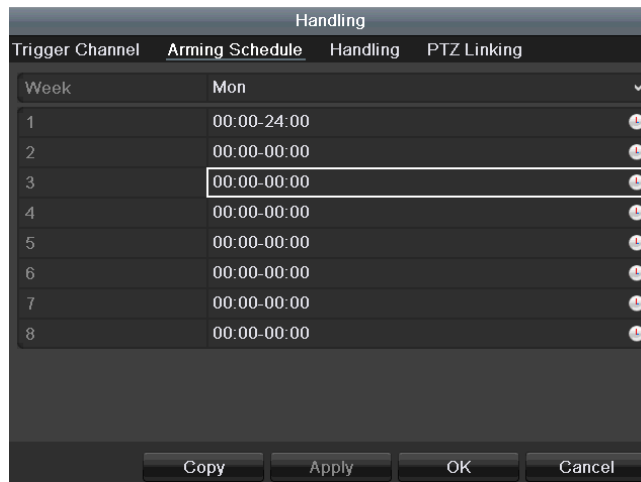 Handling
Trigger Channel Arming Schedule Handling PTZ Linking
Week Mon
1 00:00-24:00
2 00:00-00:00
3 00:00-00:00
4 00:00-00:00
5 00:00-00:00
6 00:00-00:00
7 00:00-00:00
8 00:00-00:00
Copy Apply OK Cancel